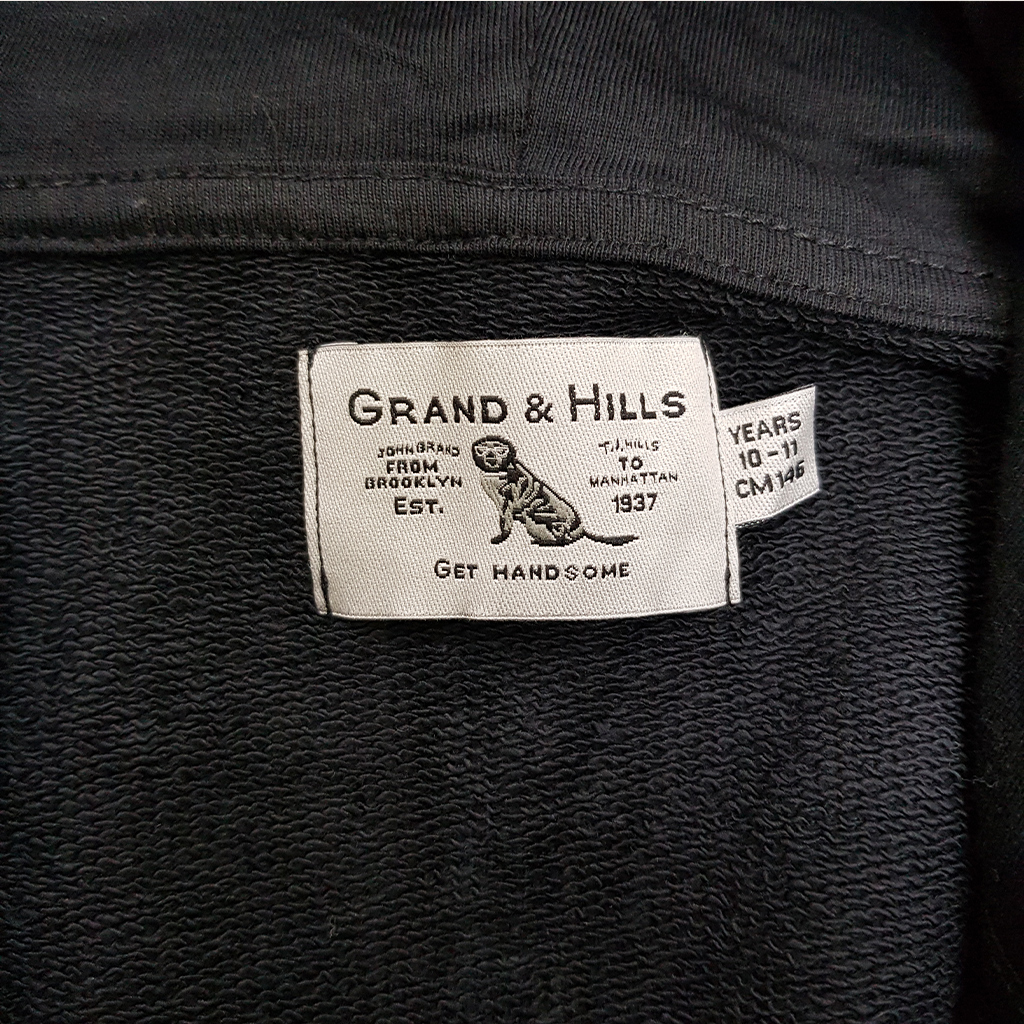 GRAND & HILLS
JOHN GRAND
FROM
BROOKLYN
EST.
T.J. HILLS
TO
MANHATTAN
1937
GET HANDSOME
YEARS
10-11
CM 146